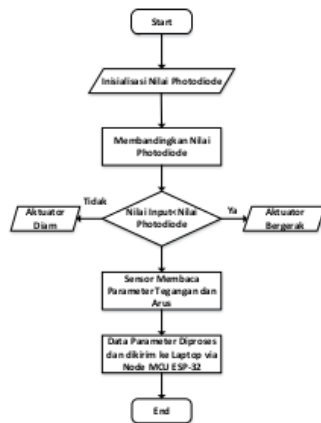 Start
Inisialisasi Nilai Photodiode
Membandingkan Nilai
Photodiode
Tidak
Ya
Aktuator
Diam
Nilai Input<Nilai
Photodiode
Aktuator
Bergerak
Sensor Membaca
Parameter Tegangan dan
Arus
Data Parameter Diproses
dan dikirim ke Laptop via
Node MCU ESP-32
End